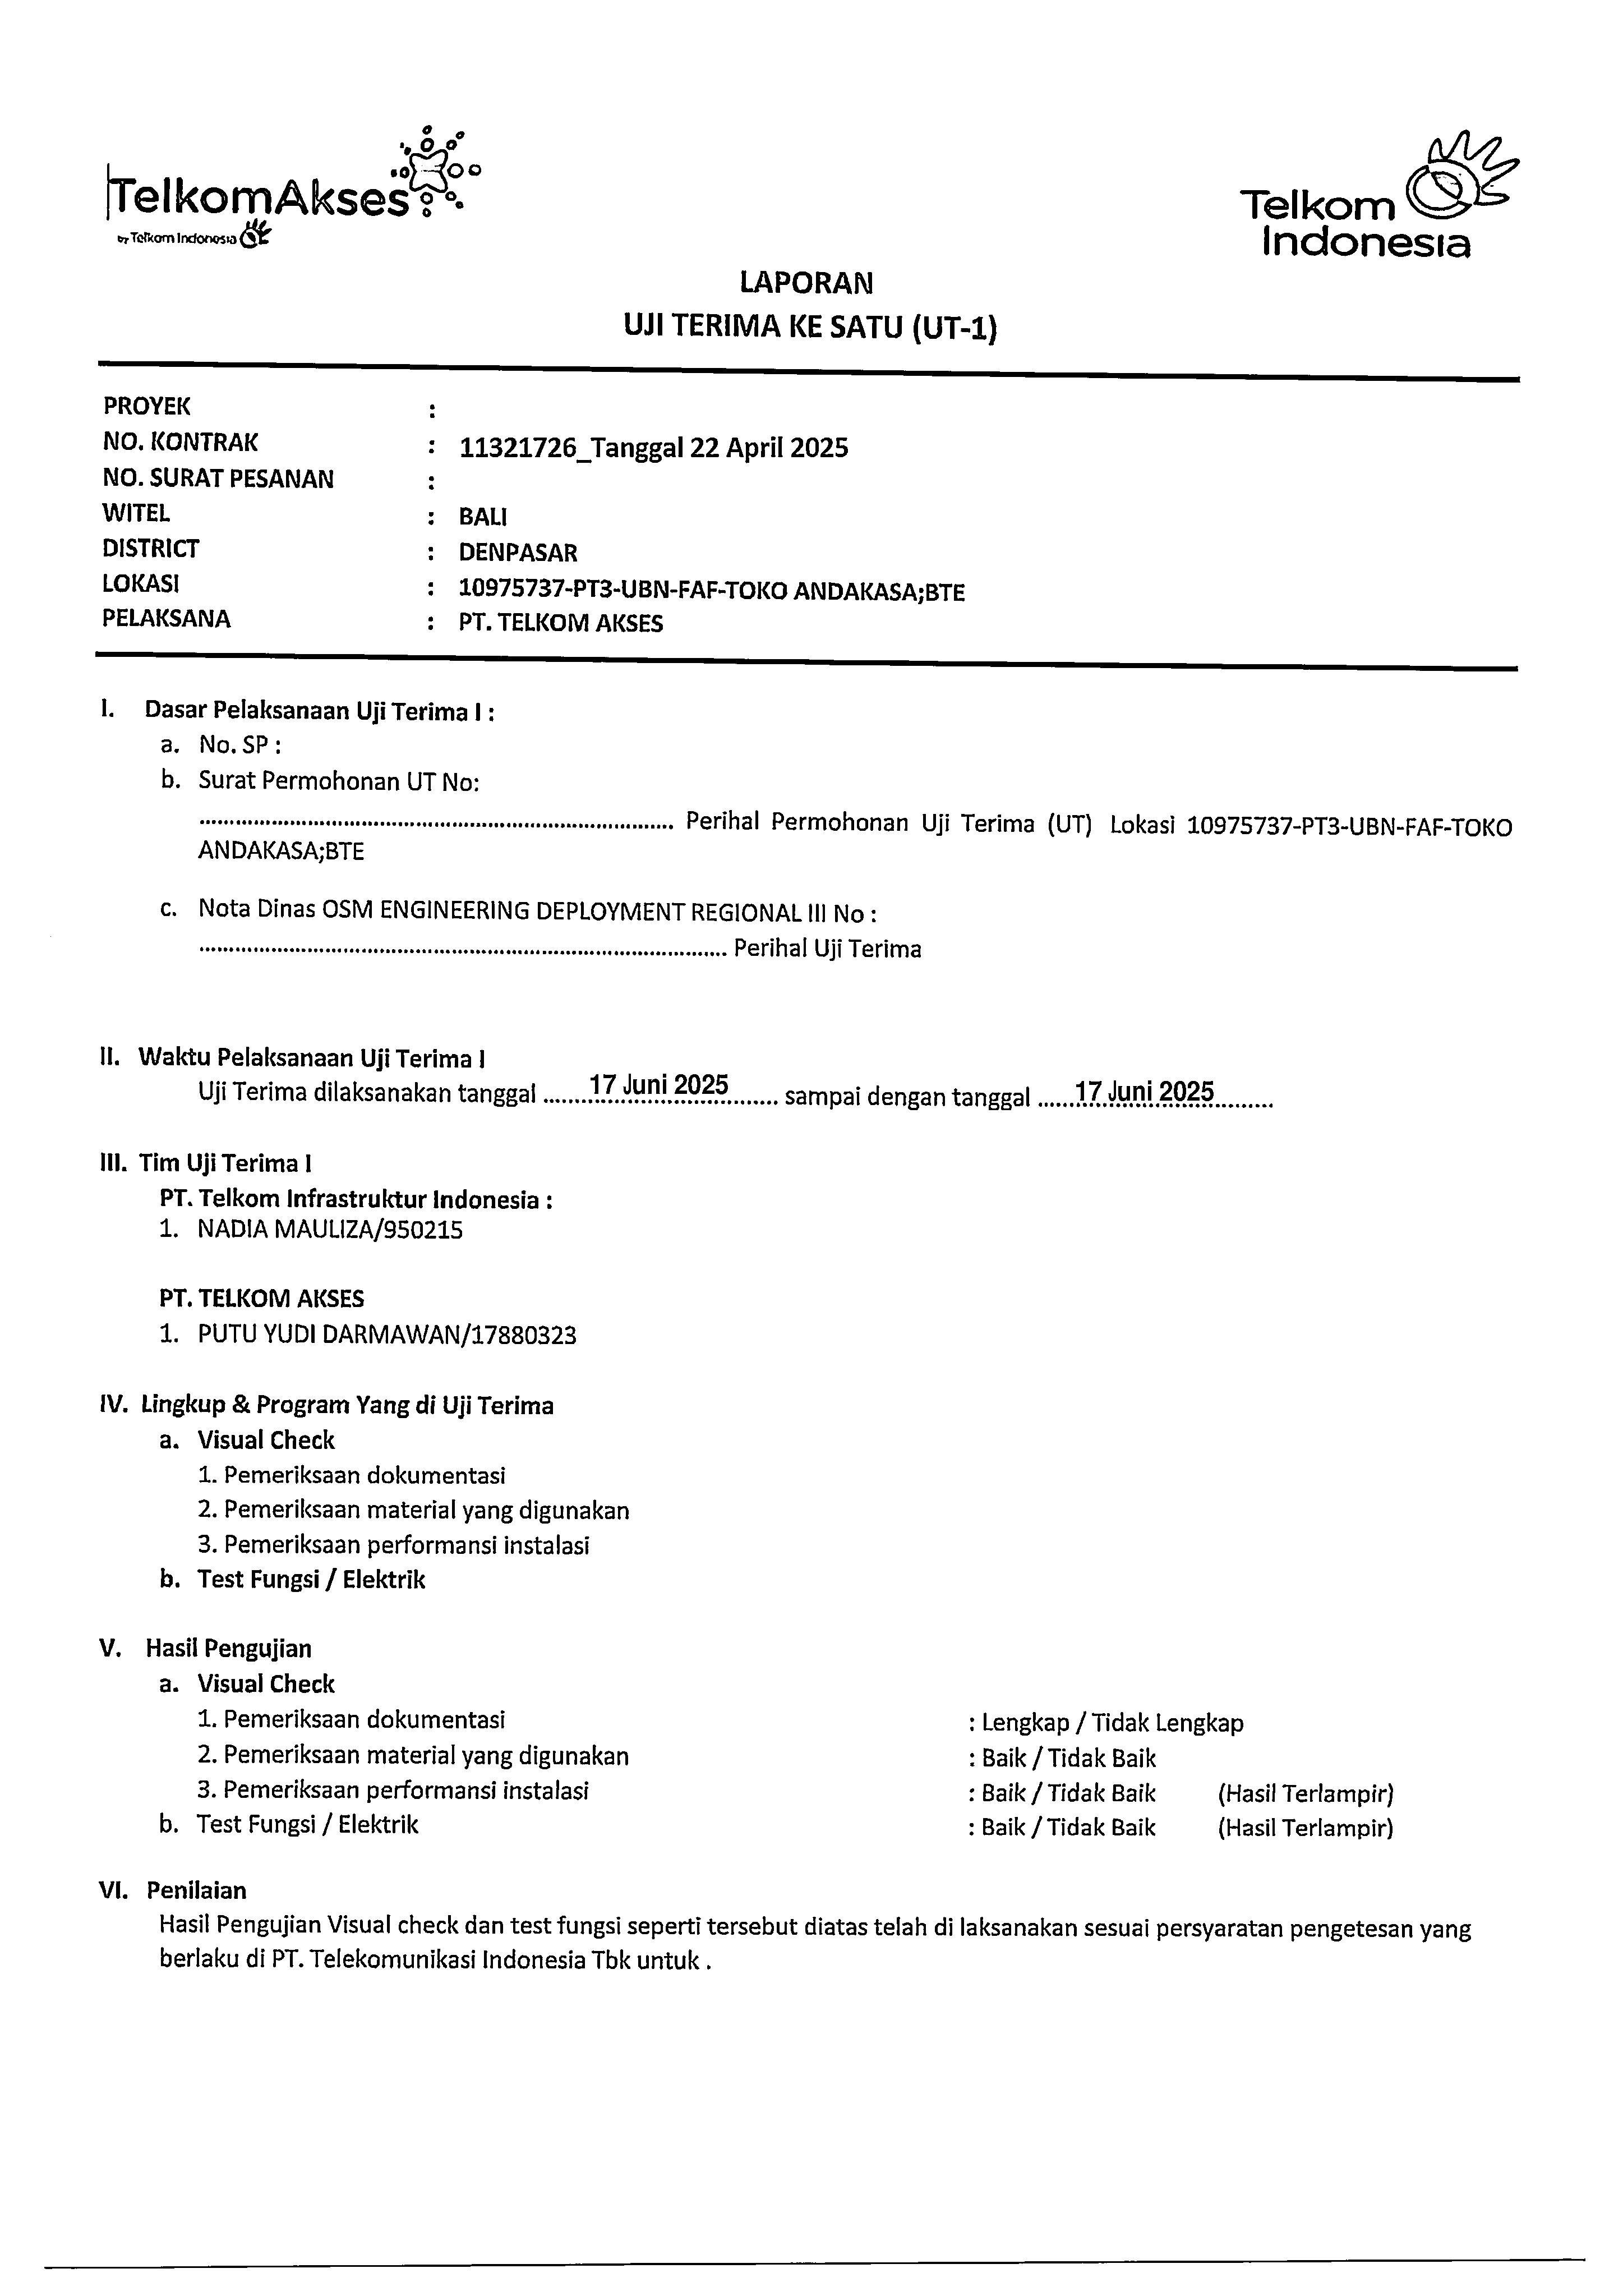 TelkomAkses
by Telkom Indonesia
Telkom
Indonesia
LAPORAN
UJI TERIMA KE SATU (UT-1)
PROYEK :
NO. KONTRAK : 11321726_Tanggal 22 April 2025
NO. SURAT PESANAN :
WITEL : BALI
DISTRICT : DENPASAR
LOKASI : 10975737-PT3-UBN-FAF-TOKO ANDAKASA;BTE
PELAKSANA : PT. TELKOM AKSES
I. Dasar Pelaksanaan Uji Terima I :
a. No. SP :
b. Surat Permohonan UT No:
............................................................................... Perihal Permohonan Uji Terima (UT) Lokasi 10975737-PT3-UBN-FAF-TOKO
ANDAKASA;BTE
c. Nota Dinas OSM ENGINEERING DEPLOYMENT REGIONAL III No :
........................................................................................ Perihal Uji Terima
II. Waktu Pelaksanaan Uji Terima I
Uji Terima dilaksanakan tanggal ......17 Juni 2025........ sampai dengan tanggal ......17 Juni 2025..........
III. Tim Uji Terima I
PT. Telkom Infrastruktur Indonesia :
1. NADIA MAULIZA/950215
PT. TELKOM AKSES
1. PUTU YUDI DARMAWAN/17880323
IV. Lingkup & Program Yang di Uji Terima
a. Visual Check
1. Pemeriksaan dokumentasi
2. Pemeriksaan material yang digunakan
3. Pemeriksaan performansi instalasi
b. Test Fungsi / Elektrik
V. Hasil Pengujian
a. Visual Check
1. Pemeriksaan dokumentasi : Lengkap / Tidak Lengkap
2. Pemeriksaan material yang digunakan : Baik / Tidak Baik
3. Pemeriksaan performansi instalasi : Baik / Tidak Baik (Hasil Terlampir)
b. Test Fungsi / Elektrik : Baik / Tidak Baik (Hasil Terlampir)
VI. Penilaian
Hasil Pengujian Visual check dan test fungsi seperti tersebut diatas telah di laksanakan sesuai persyaratan pengetesan yang
berlaku di PT. Telekomunikasi Indonesia Tbk untuk .